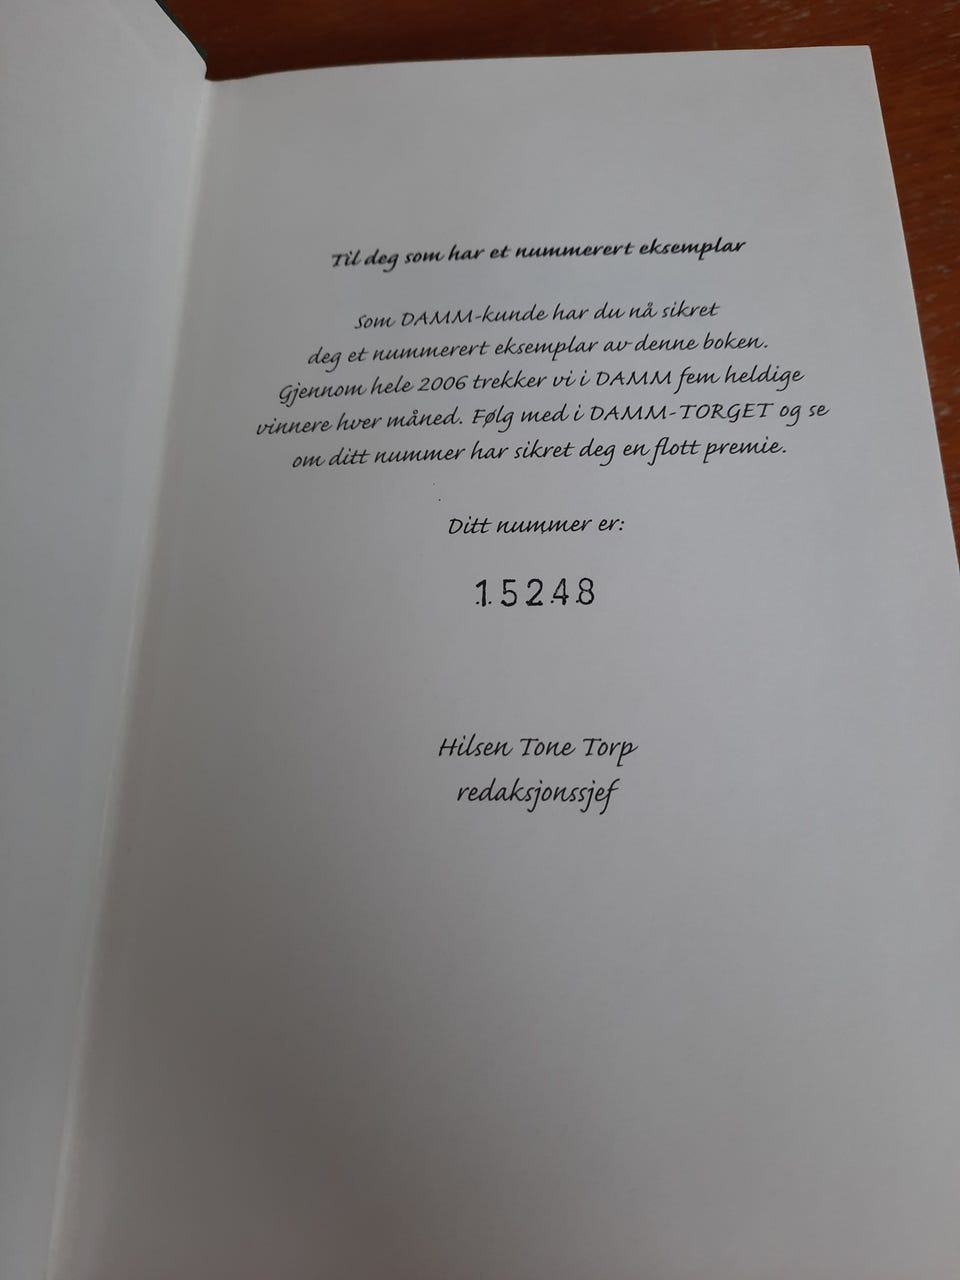 Til deg som har et nummerert eksemplar
Som DAMM-kunde har du nå sikret
deg et nummerert eksemplar av denne boken.
Gjennom hele 2006 trekker vi i DAMM fem heldige
vinnere hver måned. Følg med i DAMM-TORGET og se
om ditt nummer har sikret deg en flott premie.
Ditt nummer er:
15248
Hilsen Tone Torp
redaksjonssjef